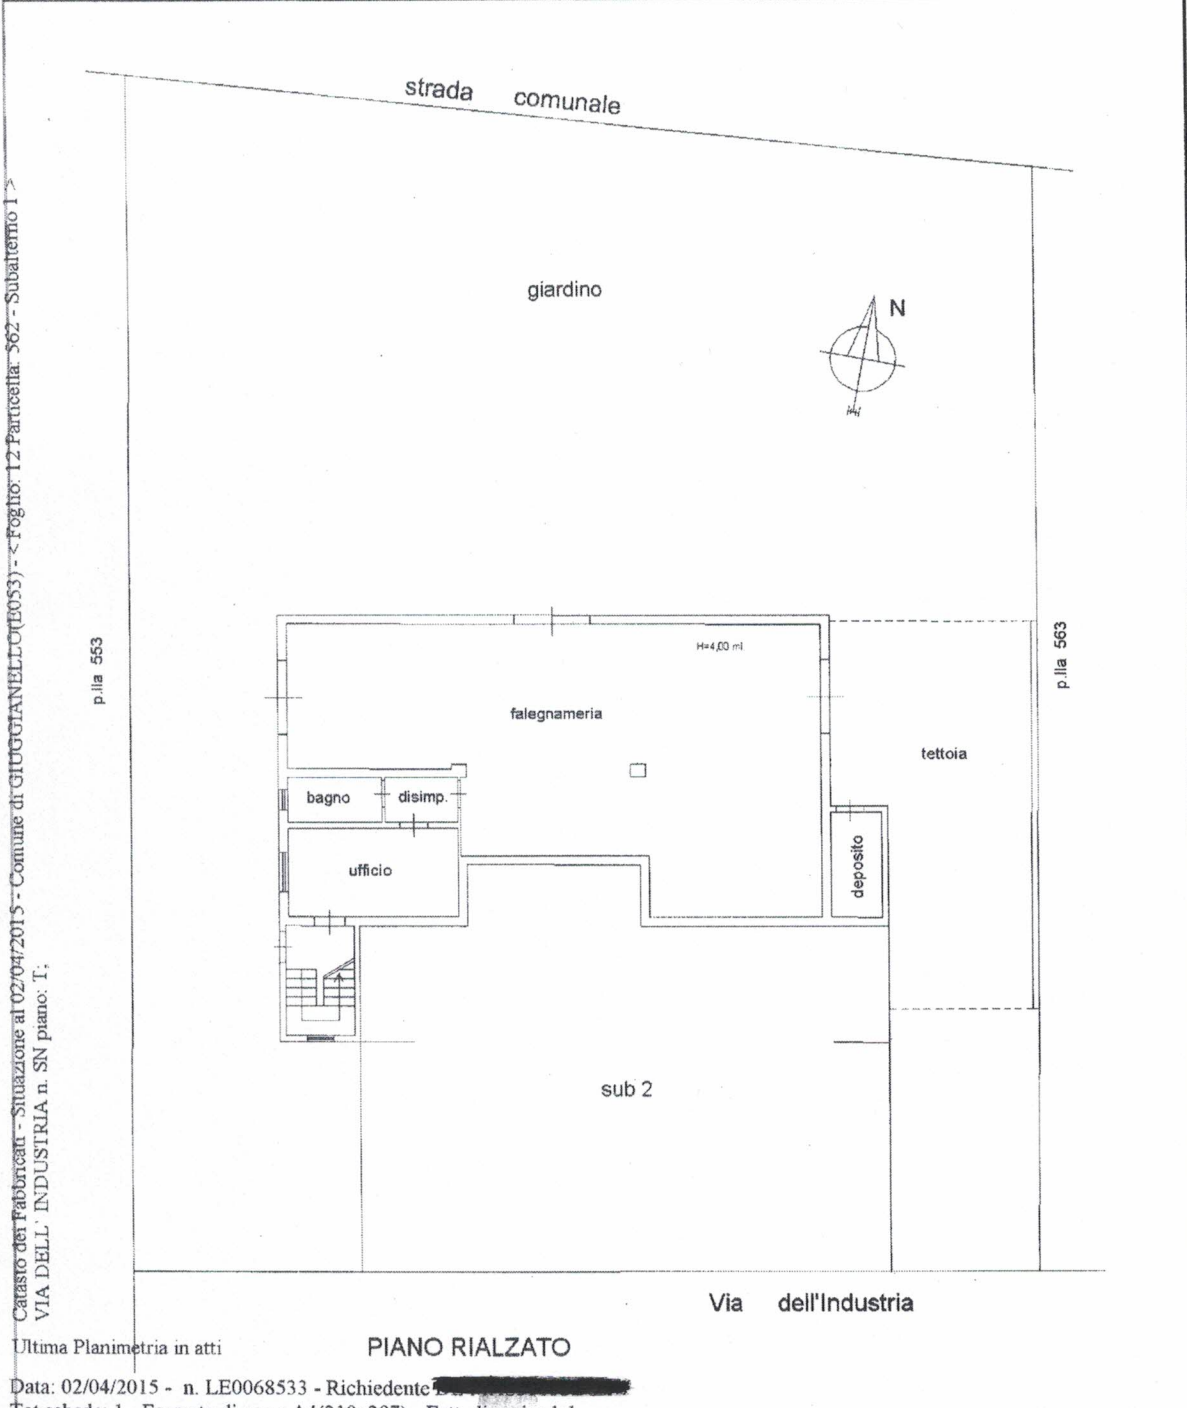 strada comunale
giardino
N
H=4,00 ml
falegnameria
tettoia
bagno
disimp.
deposito
ufficio
sub 2
p.lla 553
p.lla 563
Via dell'Industria
PIANO RIALZATO
Catasto dei Fabbricati - Situazione al 02/04/2015 - Comune di GIUGGIANELLO(E053) - < Foglio: 12 Particella: 562 - Subalterno 1 >
VIA DELL' INDUSTRIA n. SN piano: T;
Ultima Planimetria in atti
Data: 02/04/2015 - n. LE0068533 - Richiedente